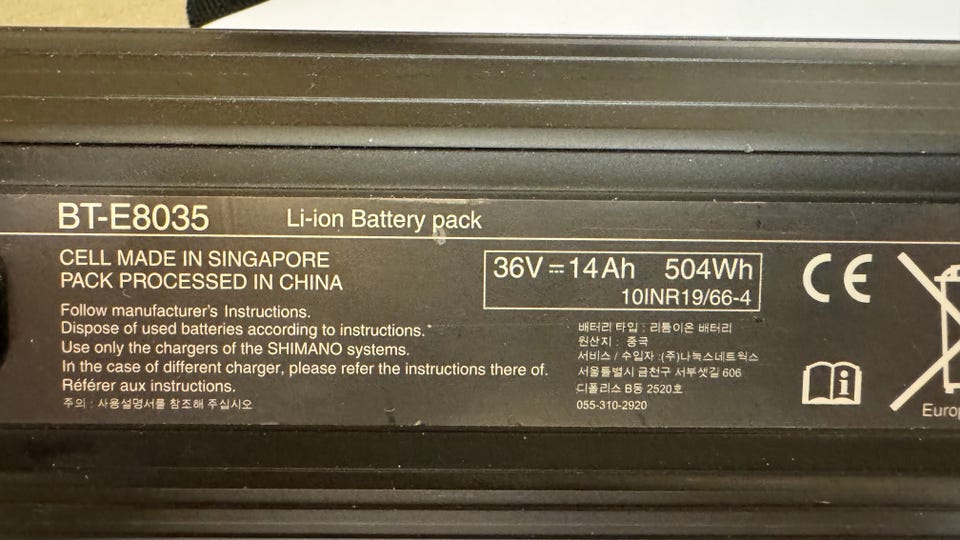 BT-E8035 Li-ion Battery pack
CELL MADE IN SINGAPORE
PACK PROCESSED IN CHINA
Follow manufacturer's Instructions.
Dispose of used batteries according to instructions.
Use only the chargers of the SHIMANO systems.
In the case of different charger, please refer the instructions there of.
Référer aux instructions.
주의 : 사용설명서를 참조해 주십시오
36V⎓14Ah 504Wh
10INR19/66-4
배터리 타입 : 리튬이온 배터리
원산지 : 중국
서비스 / 수입자 :(주)나눅스네트웍스
서울특별시 금천구 서부샛길 606
디폴리스 B동 2520호
055-310-2920
CE
i